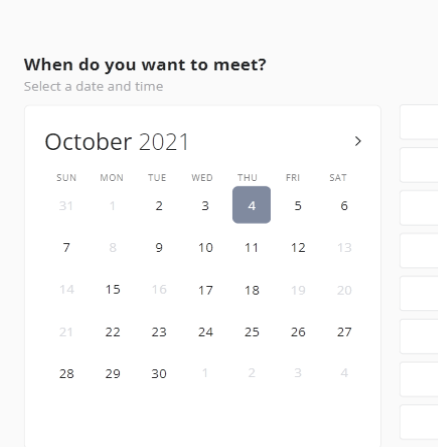 When do you want to meet?
Select a date and time
October 2021
SUN MON TUE WED THU FRI SAT
31 1 2 3 4 5 6
7 8 9 10 11 12 13
14 15 16 17 18 19 20
21 22 23 24 25 26 27
28 29 30 1 2 3 4